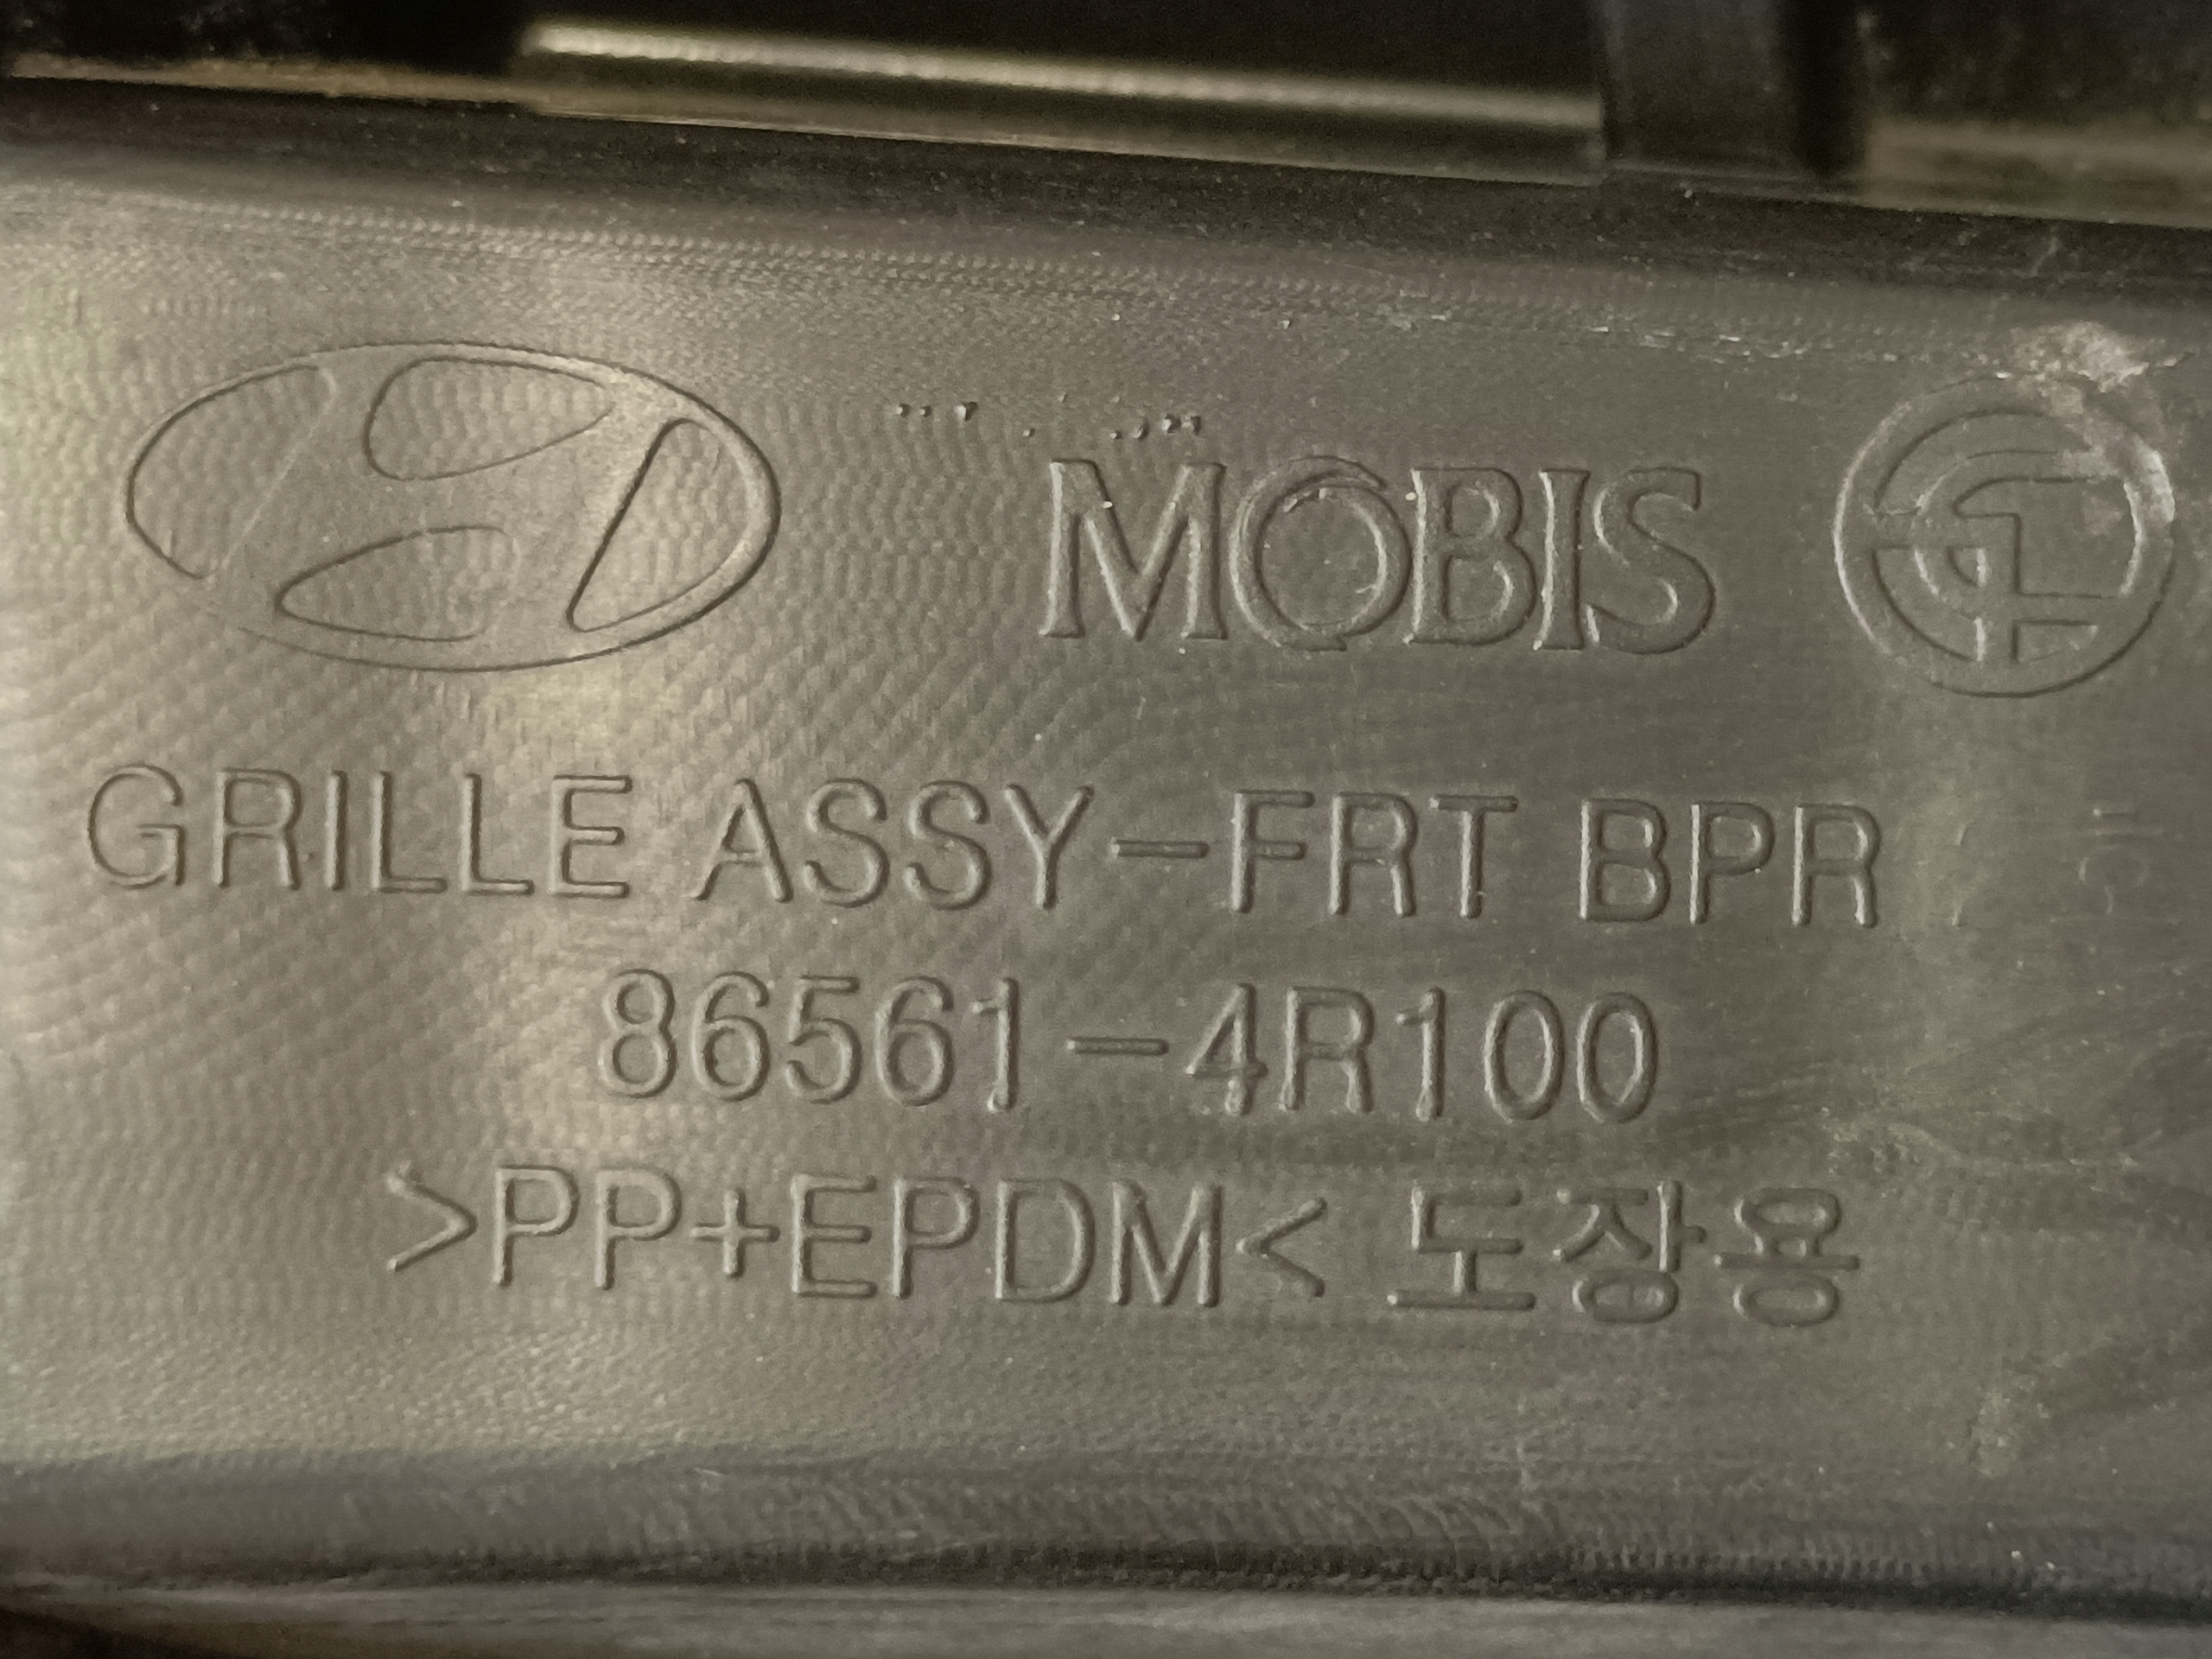 MOBIS
GRILLE ASSY-FRT BPR
86561-4R100
>PP+EPDM< 도장용